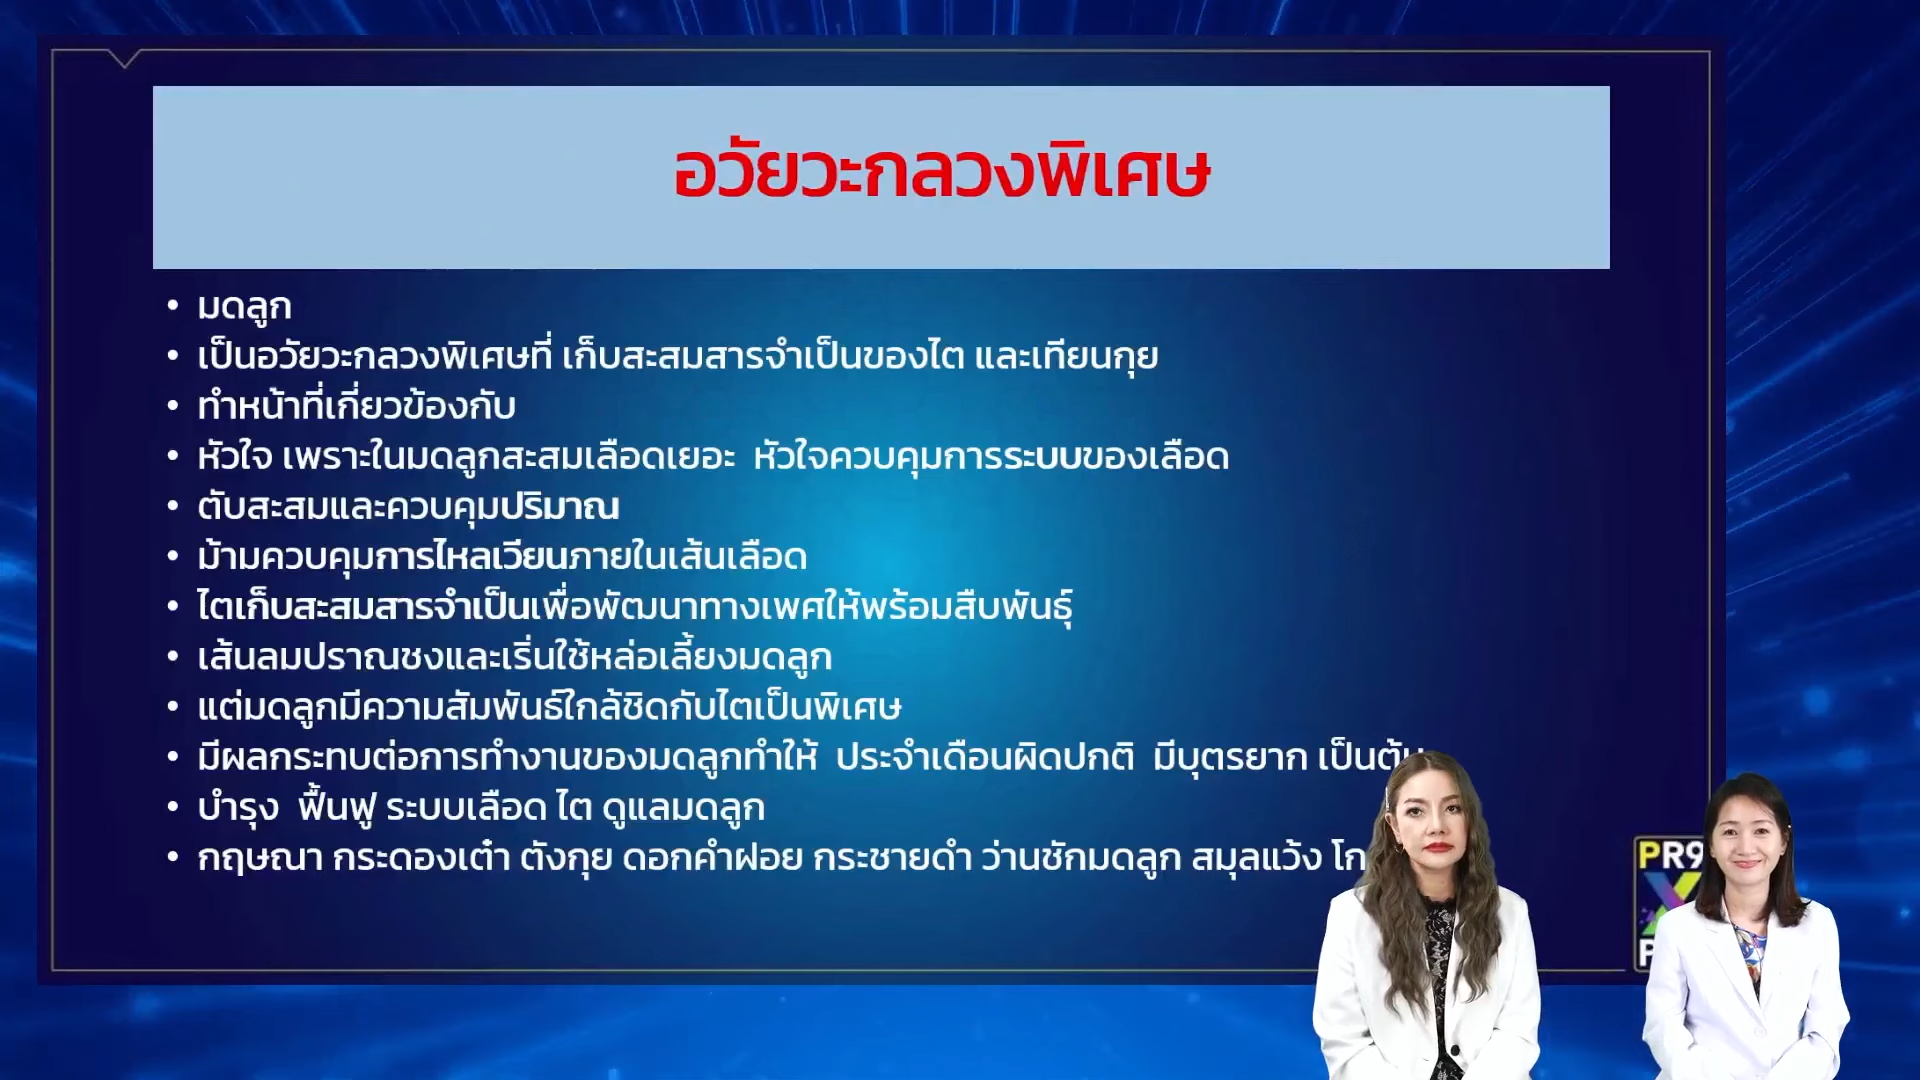 อวัยวะกลวงพิเศษ
• มดลูก
• เป็นอวัยวะกลวงพิเศษที่ เก็บสะสมสารจำเป็นของไต และเทียนกุย
• ทำหน้าที่เกี่ยวข้องกับ
• หัวใจ เพราะในมดลูกสะสมเลือดเยอะ หัวใจควบคุมการระบบของเลือด
• ตับสะสมและควบคุมปริมาณ
• ม้ามควบคุมการไหลเวียนภายในเส้นเลือด
• ไตเก็บสะสมสารจำเป็นเพื่อพัฒนาทางเพศให้พร้อมสืบพันธุ์
• เส้นลมปราณชงและเริ่นใช้หล่อเลี้ยงมดลูก
• แต่มดลูกมีความสัมพันธ์ใกล้ชิดกับไตเป็นพิเศษ
• มีผลกระทบต่อการทำงานของมดลูกทำให้ ประจำเดือนผิดปกติ มีบุตรยาก เป็นต้น
• บำรุง ฟื้นฟู ระบบเลือด ไต ดูแลมดลูก
• กฤษณา กระดองเต๋า ตังกุย ดอกคำฝอย กระชายดำ ว่านชักมดลูก สมุลแว้ง
PR9
X